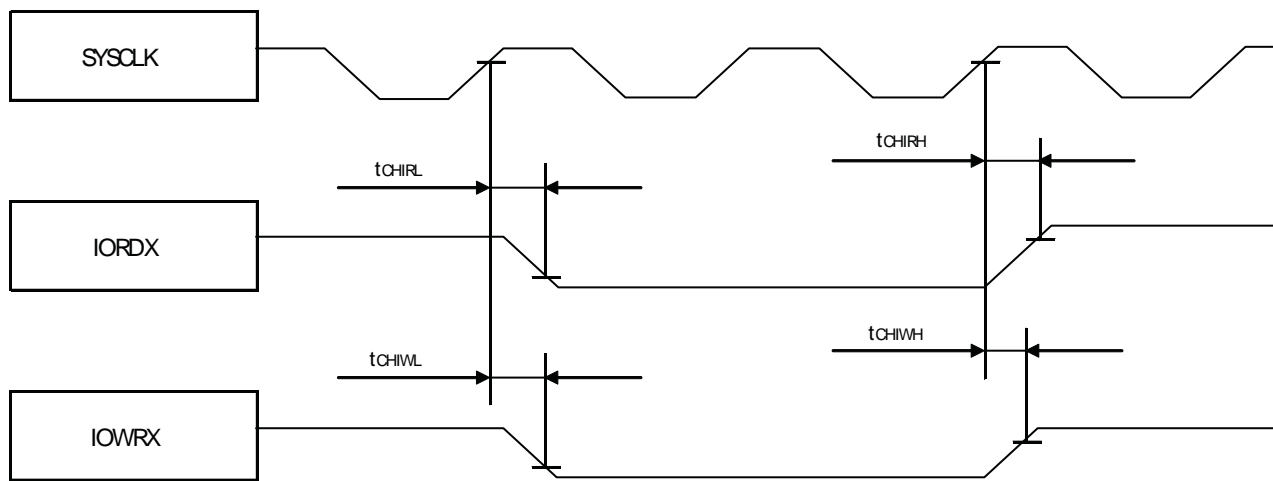 SYSCLK
tCHIRH
tCHIRL
IORDX
tCHIWH
tCHIWL
IOWRX